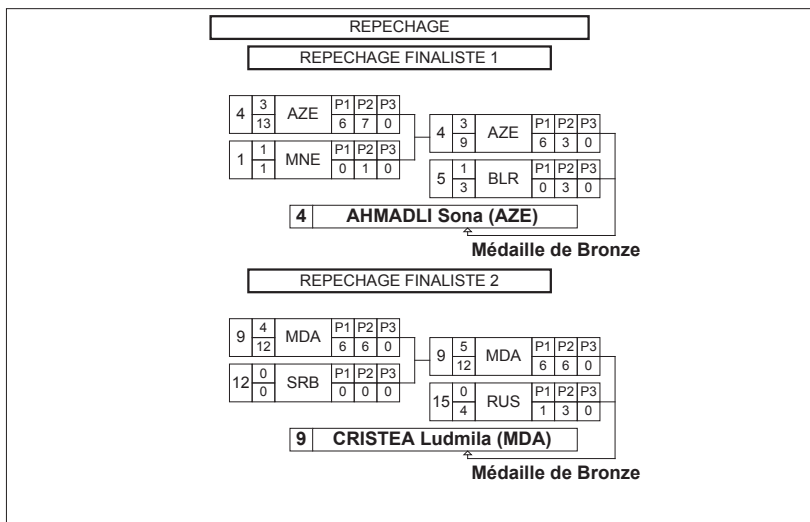 REPECHAGE
REPECHAGE FINALISTE 1
4 3 13 AZE P1 P2 P3 6 7 0
1 1 1 MNE P1 P2 P3 0 1 0
4 3 9 AZE P1 P2 P3 6 3 0
5 1 3 BLR P1 P2 P3 0 3 0
4 AHMADLI Sona (AZE)
Médaille de Bronze
REPECHAGE FINALISTE 2
9 4 12 MDA P1 P2 P3 6 6 0
12 0 0 SRB P1 P2 P3 0 0 0
9 5 12 MDA P1 P2 P3 6 6 0
15 0 4 RUS P1 P2 P3 1 3 0
9 CRISTEA Ludmila (MDA)
Médaille de Bronze